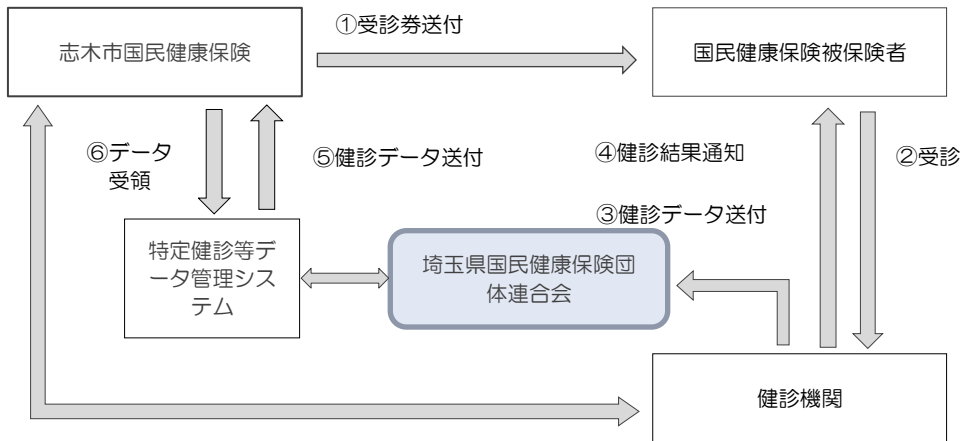 ①受診券送付
志木市国民健康保険
国民健康保険被保険者
⑥データ
受領
⑤健診データ送付
④健診結果通知
②受診
③健診データ送付
特定健診等デ
ータ管理シス
テム
埼玉県国民健康保険団
体連合会
健診機関